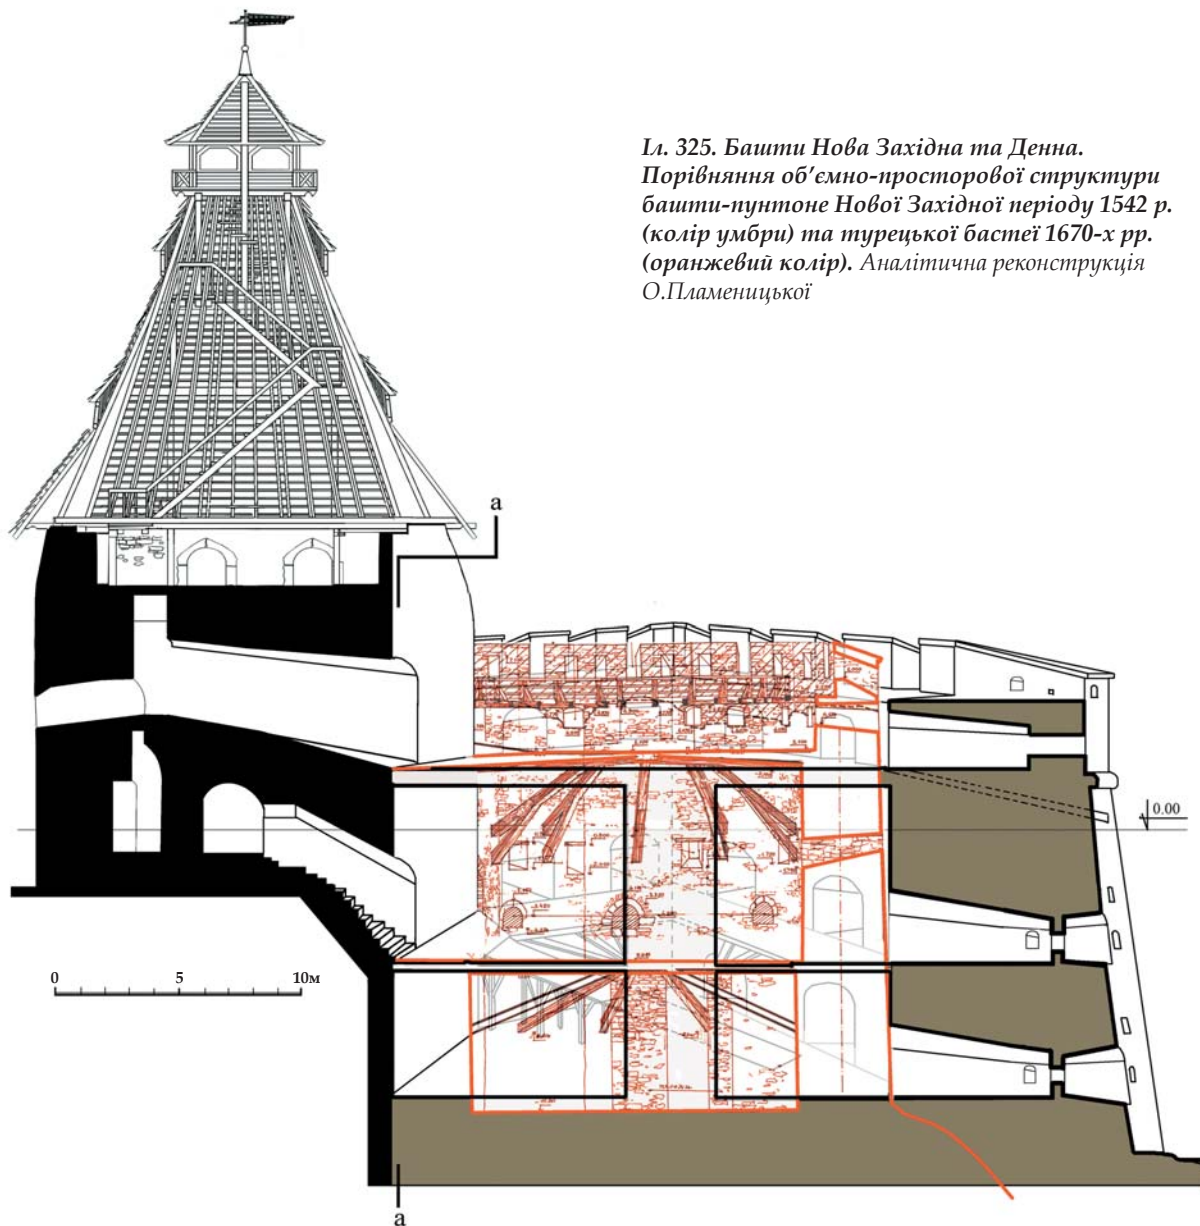 Іл. 325. Башти Нова Західна та Денна.
Порівняння об’ємно-просторової структури
башти-пунтоне Нової Західної періоду 1542 р.
(колір умбри) та турецької бастеї 1670-х рр.
(оранжевий колір). Аналітична реконструкція
О.Пламеницької
a
0.00
0 5 10м
a